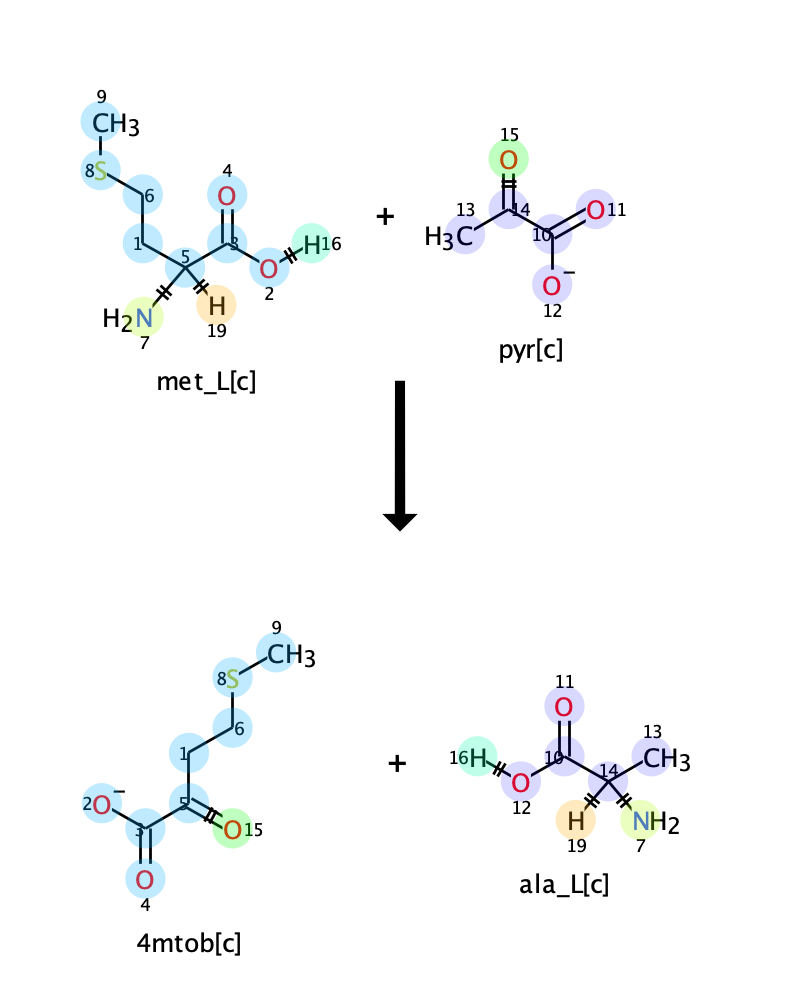 9
CH3
15
8S
O
4
6
O
13
14
O11
1
3
H16
+
H3C
10
5
O
2
O−
12
H2N
7
H
19
met_L[c]
pyr[c]
9
CH3
8S
6
11
O
13
1
+
16H
10
CH3
14
2O−
5
O
12
3
O15
H
19
NH2
7
O
4
ala_L[c]
4mtob[c]